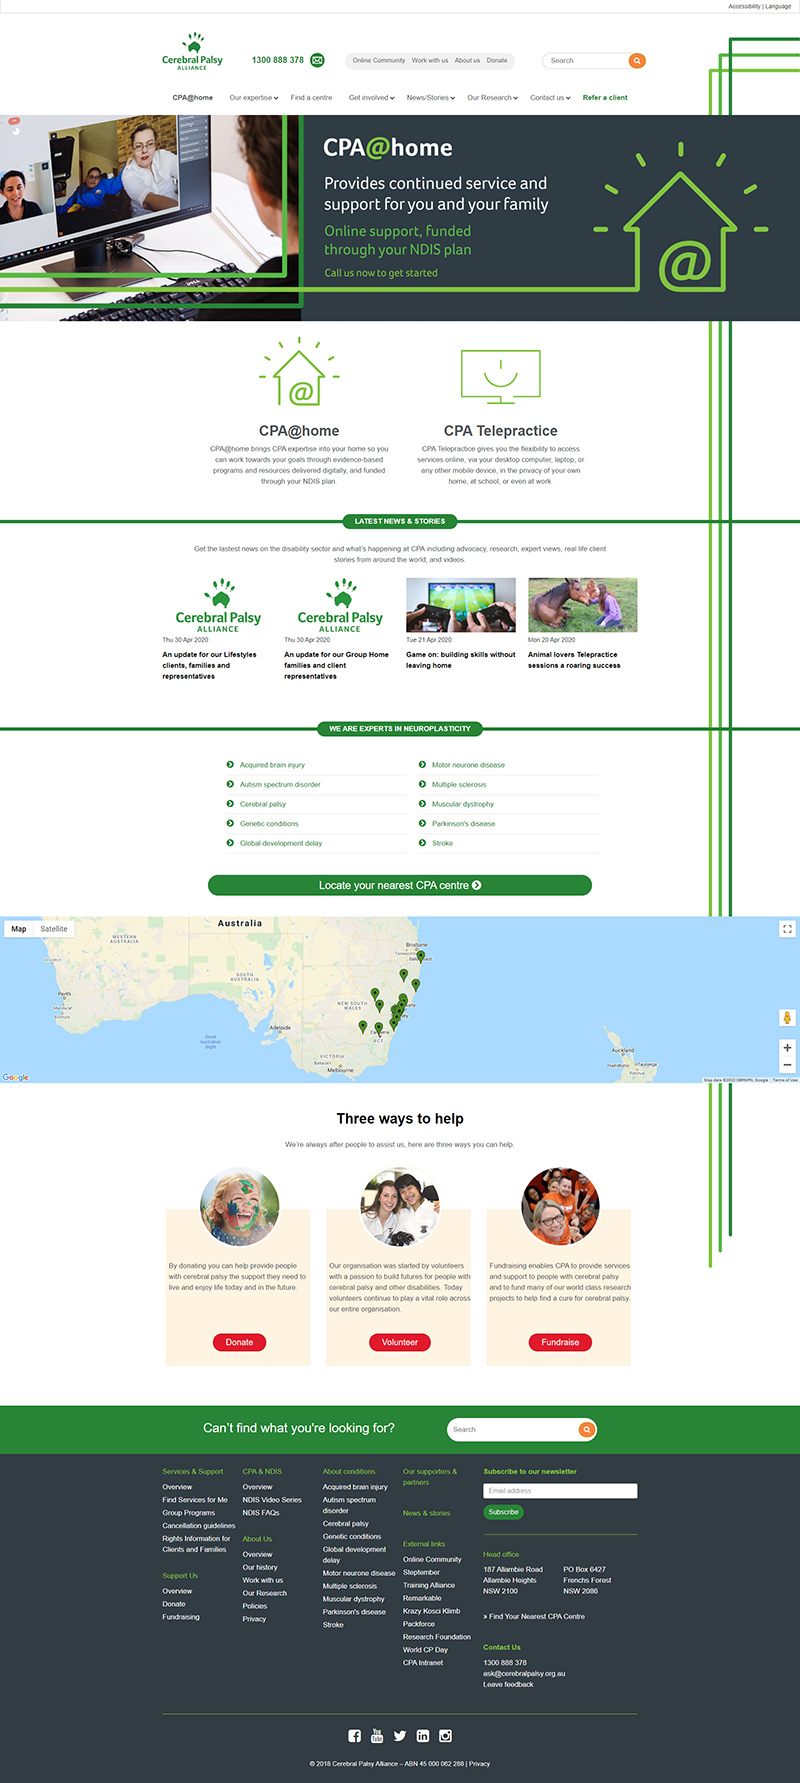 Accessibility | Language
Cerebral Palsy
ALLIANCE
1300 888 378
Online Community Work with us About us Donate
Search
CPA@home Our expertise Find a centre Get involved News/Stories Our Research Contact us Refer a client
CPA@home
Provides continued service and
support for you and your family
Online support, funded
through your NDIS plan
Call us now to get started
@
@
CPA@home
CPA@home brings CPA expertise into your home so you
can work towards your goals through evidence-based
programs and resources delivered digitally, and funded
through your NDIS plan.
CPA Telepractice
CPA Telepractice gives you the flexibility to access
services online, via your desktop computer, laptop, or
any other mobile device, in the privacy of your own
home, at school, or even at work.
LATEST NEWS & STORIES
Get the lastest news on the disability sector and what's happening at CPA including advocacy, research, expert views, real life client
stories from around the world, and videos.
Cerebral Palsy
ALLIANCE
Thu 30 Apr 2020
An update for our Lifestyles
clients, families and
representatives
Cerebral Palsy
ALLIANCE
Thu 30 Apr 2020
An update for our Group Home
families and client
representatives
Tue 21 Apr 2020
Game on: building skills without
leaving home
Mon 20 Apr 2020
Animal lovers Telepractice
sessions a roaring success
WE ARE EXPERTS IN NEUROPLASTICITY
Acquired brain injury
Autism spectrum disorder
Cerebral palsy
Genetic conditions
Global development delay
Motor neurone disease
Multiple sclerosis
Muscular dystrophy
Parkinson's disease
Stroke
Locate your nearest CPA centre
Map Satellite
Australia
WESTERN
AUSTRALIA
SOUTH
AUSTRALIA
NEW SOUTH
WALES
Brisbane
Perth
Mandurah
Bunbury
Great
Australian
Bight
Adelaide
ACT
VICTORIA
Ballarat
Melbourne
Auckland
Hamilton
Tauranga
Rotorua
Google
Terms of Use
Three ways to help
We're always after people to assist us, here are three ways you can help.
By donating you can help provide people
with cerebral palsy the support they need to
live and enjoy life today and in the future.
Donate
Our organisation was started by volunteers
with a passion to build futures for people with
cerebral palsy and other disabilities. Today
volunteers continue to play a vital role across
our entire organisation.
Volunteer
Fundraising enables CPA to provide services
and support to people with cerebral palsy
and to fund many of our world class research
projects to help find a cure for cerebral palsy.
Fundraise
Can't find what you're looking for?
Search
Services & Support
Overview
Find Services for Me
Group Programs
Cancellation guidelines
Rights Information for
Clients and Families
Support Us
Overview
Donate
Fundraising
CPA & NDIS
Overview
NDIS Video Series
NDIS FAQs
About Us
Overview
Our history
Work with us
Our Research
Policies
Privacy
About conditions
Acquired brain injury
Autism spectrum
disorder
Cerebral palsy
Genetic conditions
Global development
delay
Motor neurone disease
Multiple sclerosis
Muscular dystrophy
Parkinson's disease
Stroke
Our supporters &
partners
News & stories
External links
Online Community
Steptember
Training Alliance
Remarkable
Krazy Kosci Klimb
Packforce
Research Foundation
World CP Day
CPA Intranet
Subscribe to our newsletter
Email address
Subscribe
Head office
187 Allambie Road
Allambie Heights
NSW 2100
PO Box 6427
Frenchs Forest
NSW 2086
» Find Your Nearest CPA Centre
Contact Us
1300 888 378
ask@cerebralpalsy.org.au
Leave feedback
You
Tube
© 2018 Cerebral Palsy Alliance – ABN 45 000 062 288 | Privacy